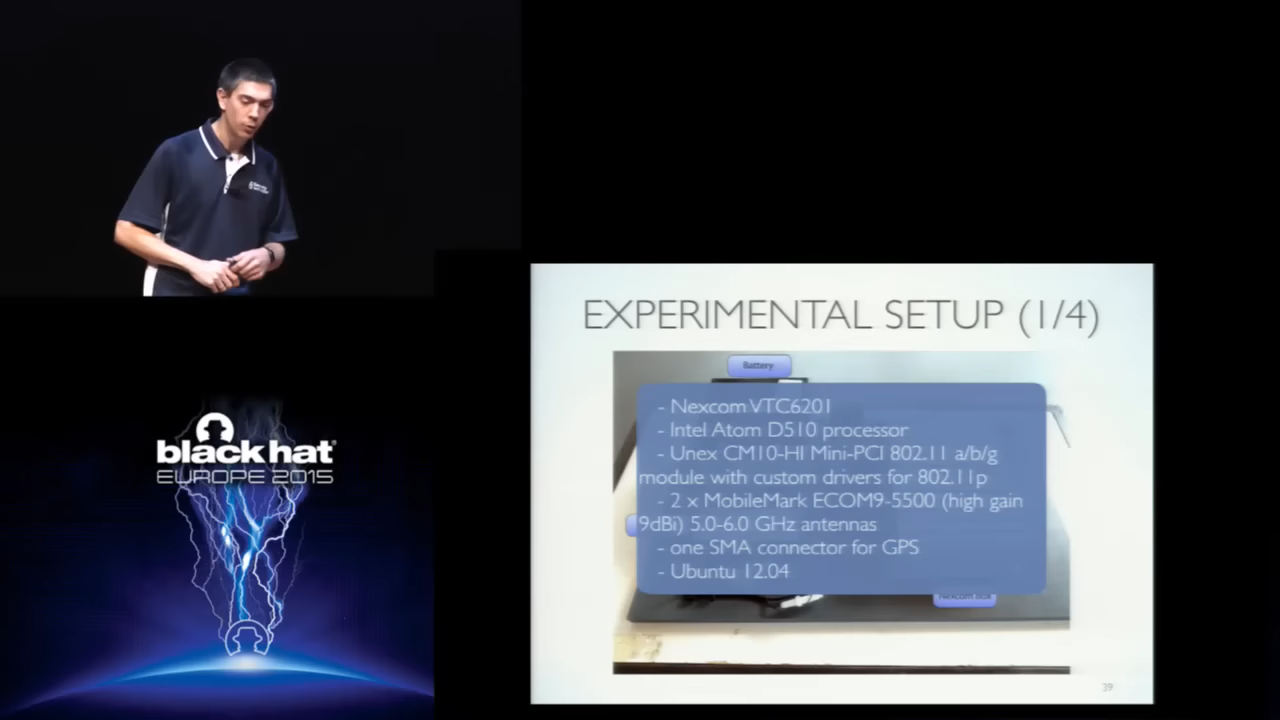 EXPERIMENTAL SETUP (1/4)
Battery
- Nexcom VTC6201
- Intel Atom D510 processor
- Unex CM10-HI Mini-PCI 802.11 a/b/g
module with custom drivers for 802.11p
- 2 x MobileMark ECOM9-5500 (high gain
9dBi) 5.0-6.0 GHz antennas
- one SMA connector for GPS
- Ubuntu 12.04
Nexcom Box
39
black hat
EUROPE 2015